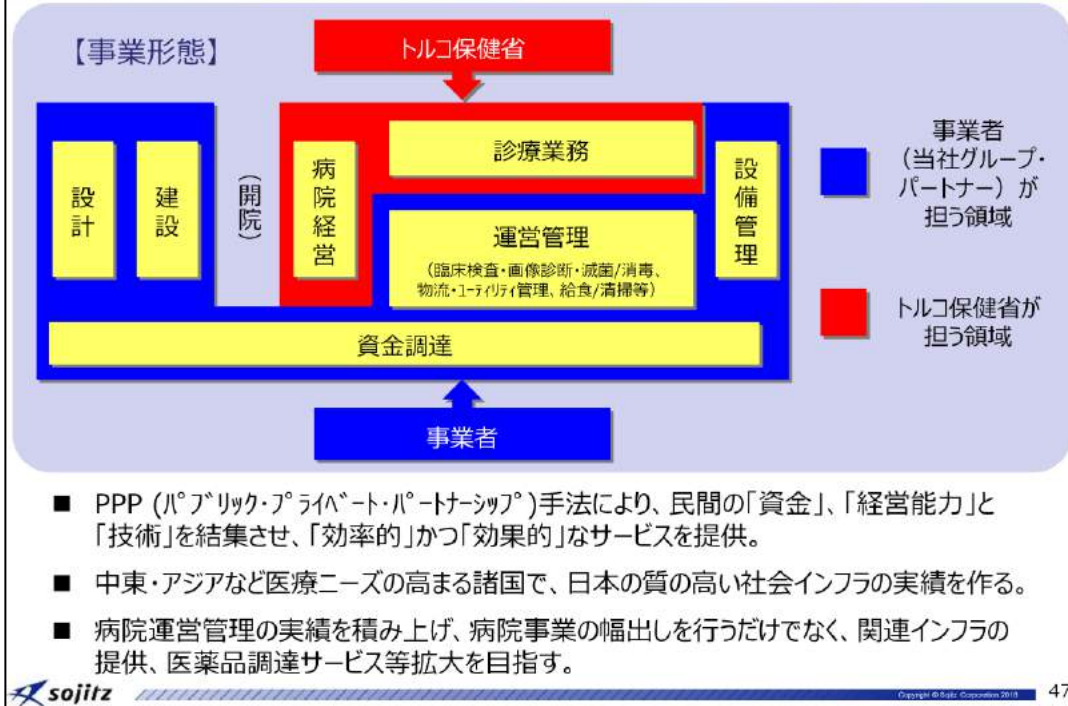 【事業形態】
トルコ保健省
設計
建設
（開院）
病院経営
診療業務
運営管理
（臨床検査・画像診断・滅菌/消毒、
物流・ユーティリティ管理、給食/清掃等）
設備管理
資金調達
事業者
事業者
（当社グループ・
パートナー）が
担う領域
トルコ保健省が
担う領域
■ PPP (ﾊﾟﾌﾞﾘｯｸ・ﾌﾟﾗｲﾍﾞｰﾄ・ﾊﾟｰﾄﾅｰｼｯﾌﾟ)手法により、民間の「資金」、「経営能力」と
「技術」を結集させ、「効率的」かつ「効果的」なサービスを提供。
■ 中東・アジアなど医療ニーズの高まる諸国で、日本の質の高い社会インフラの実績を作る。
■ 病院運営管理の実績を積み上げ、病院事業の幅出しを行うだけでなく、関連インフラの
提供、医薬品調達サービス等拡大を目指す。
sojitz
Copyright © Sojitz Corporation 2018
47